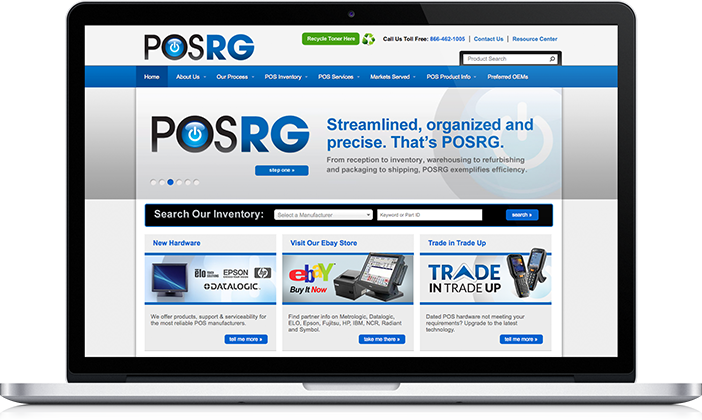 POSRG
Recycle Toner Here
Call Us Toll Free: 866-462-1005 | Contact Us | Resource Center
Product Search
Home About Us Our Process POS Inventory POS Services Markets Served POS Product Info Preferred OEMs
POSRG
Streamlined, organized and
precise. That's POSRG.
From reception to inventory, warehousing to refurbishing
and packaging to shipping, POSRG exemplifies efficiency.
step one »
Search Our Inventory: Select a Manufacturer Keyword or Part ID search »
New Hardware
elo EPSON hp
DATALOGIC
We offer products, support & serviceability for
the most reliable POS manufacturers.
tell me more »
Visit Our Ebay Store
ebaY
Buy It Now
Find partner info on Metrologic, Datalogic,
ELO, Epson, Fujitsu, HP, IBM, NCR, Radiant
and Symbol.
take me there »
Trade in Trade Up
TRADE
IN TRADE UP
Dated POS hardware not meeting your
requirements? Upgrade to the latest
technology.
tell me more »